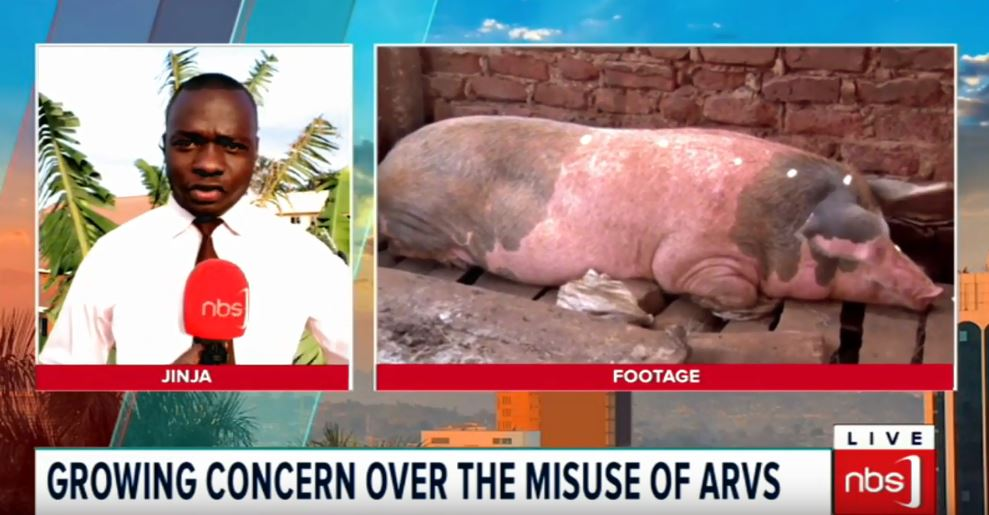 nbs
JINJA
FOOTAGE
LIVE
GROWING CONCERN OVER THE MISUSE OF ARVS
nbs